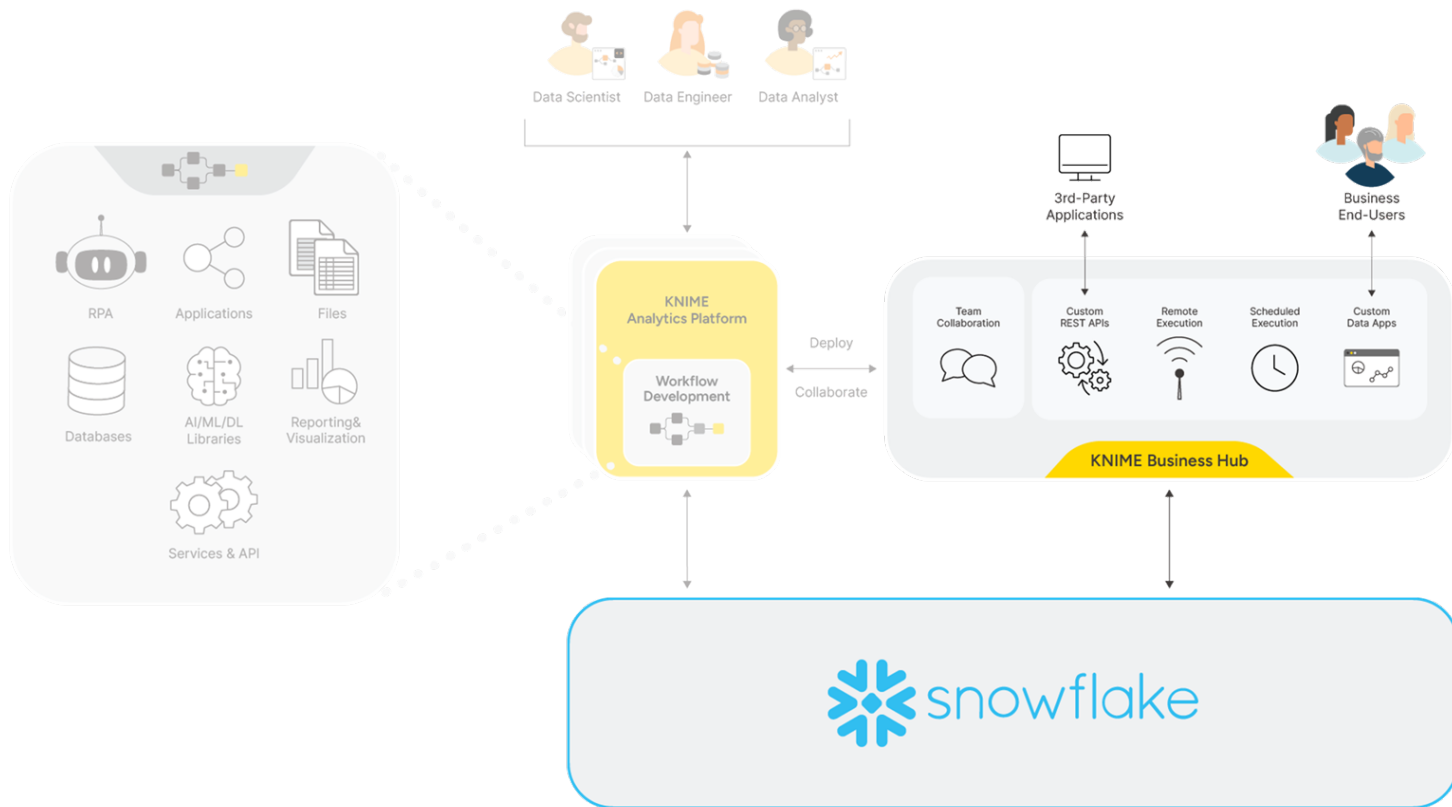 Data Scientist
Data Engineer
Data Analyst
3rd-Party
Applications
Business
End-Users
RPA
Applications
Files
Databases
AI/ML/DL
Libraries
Reporting&
Visualization
Services & API
KNIME
Analytics Platform
Workflow
Development
Deploy
Collaborate
Team
Collaboration
Custom
REST APIs
Remote
Execution
Scheduled
Execution
Custom
Data Apps
KNIME Business Hub
snowflake